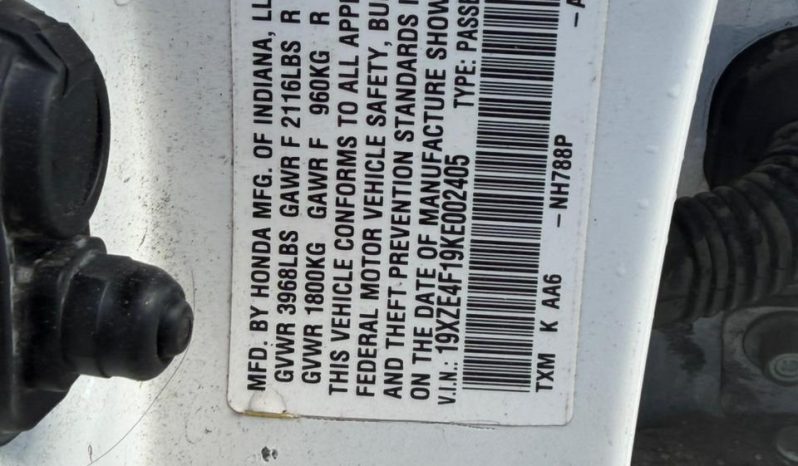 MFD. BY HONDA MFG. OF INDIANA, LL
GVWR 3968LBS GAWR F 2116LBS R
GVWR 1800KG GAWR F 960KG R
THIS VEHICLE CONFORMS TO ALL APPL
FEDERAL MOTOR VEHICLE SAFETY, BU
AND THEFT PREVENTION STANDARDS
ON THE DATE OF MANUFACTURE SHOW
V.I.N.: 19XZE4F19KE002405 TYPE: PASSE
TXM K AA6 -NH788P -A